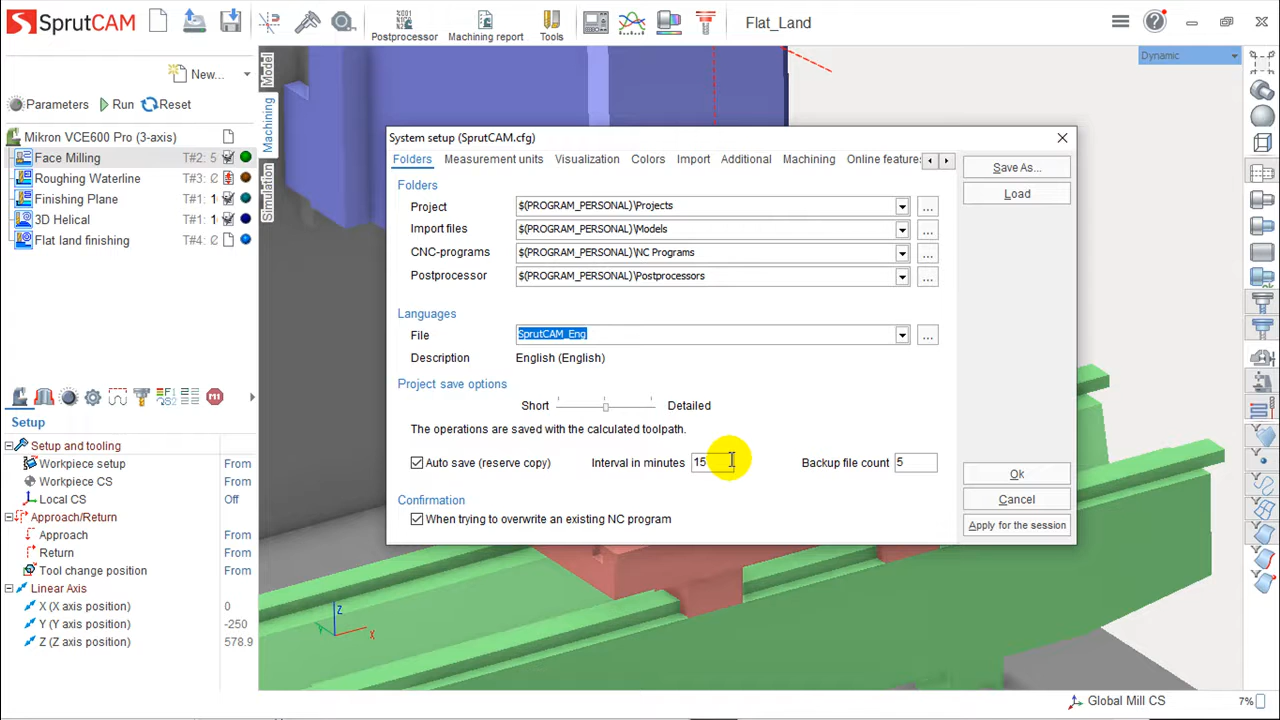 SprutCAM
Postprocessor
Machining report
Tools
Flat_Land
New...
Parameters
Run
Reset
Mikron VCE600 Pro (3-axis)
Face Milling T#2: 5
Roughing Waterline T#3:
Finishing Plane T#1: 1
3D Helical T#1: 1
Flat land finishing T#4:
Model
Machining
Simulation
Dynamic
System setup (SprutCAM.cfg)
Folders Measurement units Visualization Colors Import Additional Machining Online feature
Folders
Project $(PROGRAM_PERSONAL)\Projects ...
Import files $(PROGRAM_PERSONAL)\Models ...
CNC-programs $(PROGRAM_PERSONAL)\NC Programs ...
Postprocessor $(PROGRAM_PERSONAL)\Postprocessors ...
Languages
File SprutCAM_Eng ...
Description English (English)
Project save options
Short Detailed
The operations are saved with the calculated toolpath.
Auto save (reserve copy) Interval in minutes 15 Backup file count 5
Confirmation
When trying to overwrite an existing NC program
Save As...
Load
Ok
Cancel
Apply for the session
Setup
Setup and tooling
Workpiece setup From
Workpiece CS From
Local CS Off
Approach/Return
Approach From
Return From
Tool change position From
Linear Axis
X (X axis position) 0
Y (Y axis position) -250
Z (Z axis position) 578.9
Z
Y
X
Global Mill CS
7%